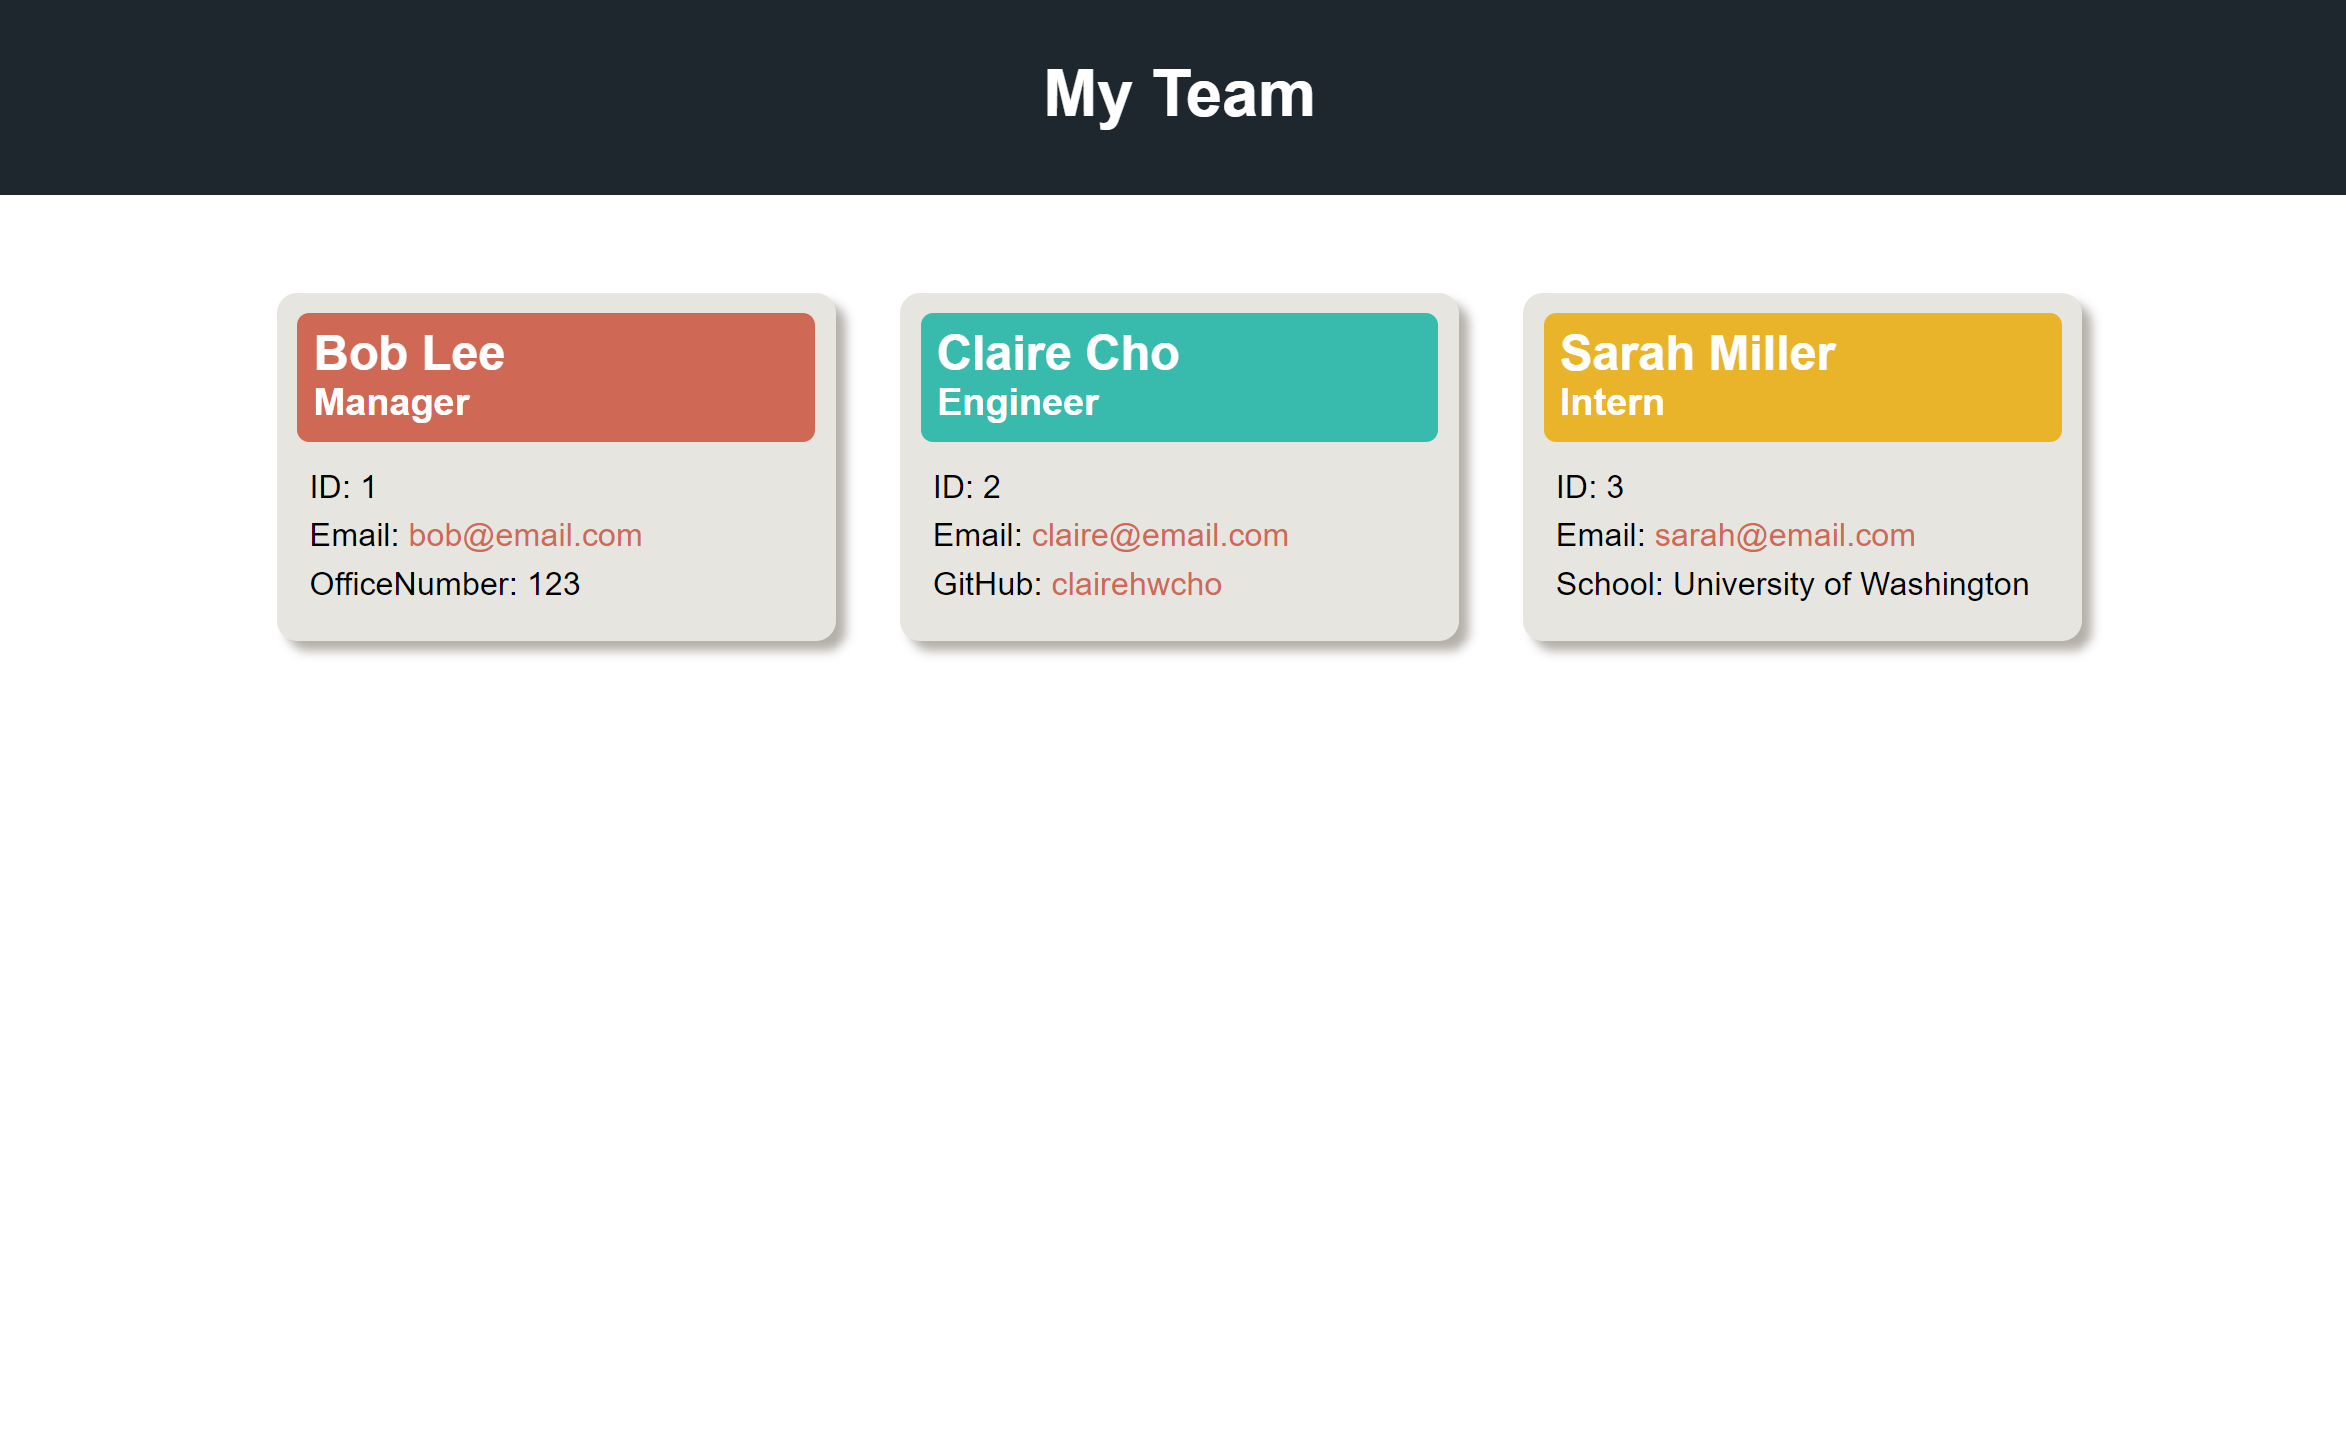 My Team
Bob Lee
Manager
ID: 1
Email: bob@email.com
OfficeNumber: 123
Claire Cho
Engineer
ID: 2
Email: claire@email.com
GitHub: clairehwcho
Sarah Miller
Intern
ID: 3
Email: sarah@email.com
School: University of Washington